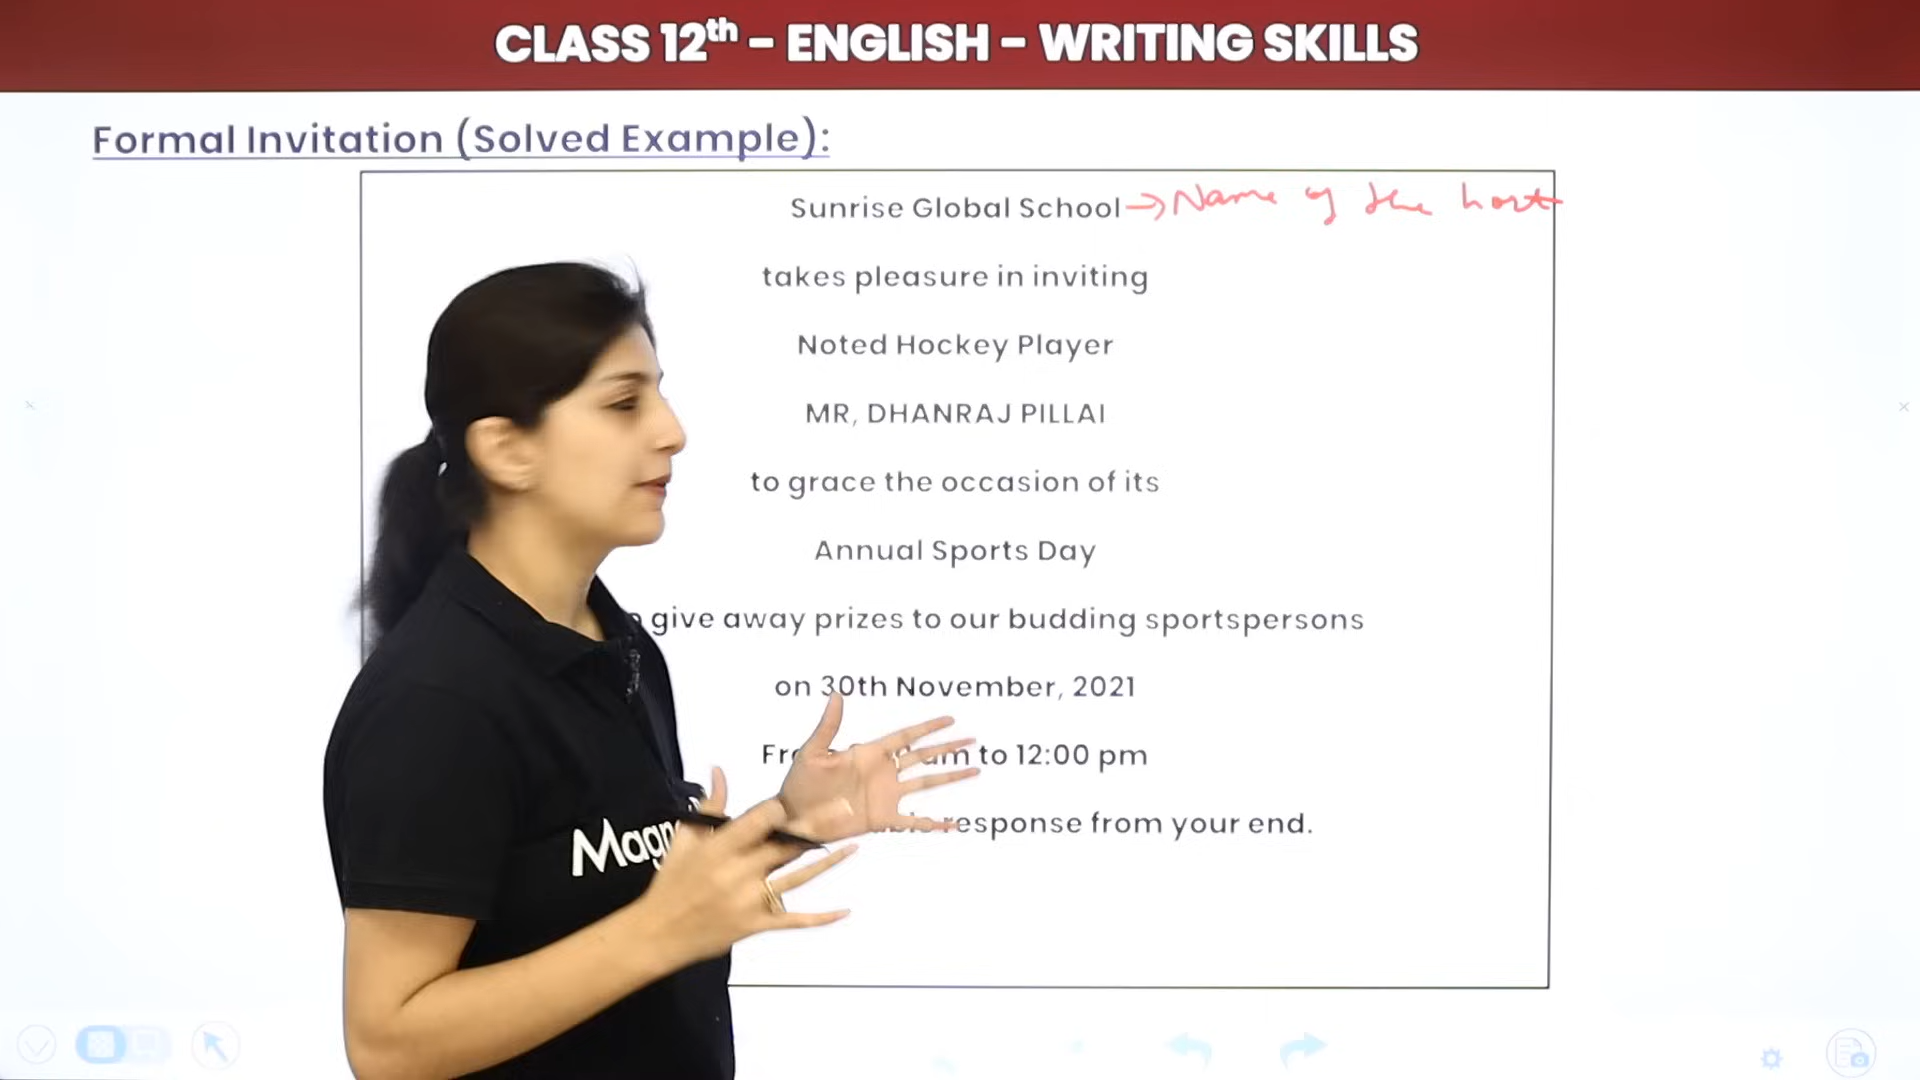 CLASS 12th - ENGLISH - WRITING SKILLS
Formal Invitation (Solved Example):
Sunrise Global School → Name of the host
takes pleasure in inviting
Noted Hockey Player
MR, DHANRAJ PILLAI
to grace the occasion of its
Annual Sports Day
give away prizes to our budding sportspersons
on 30th November, 2021
am to 12:00 pm
response from your end.